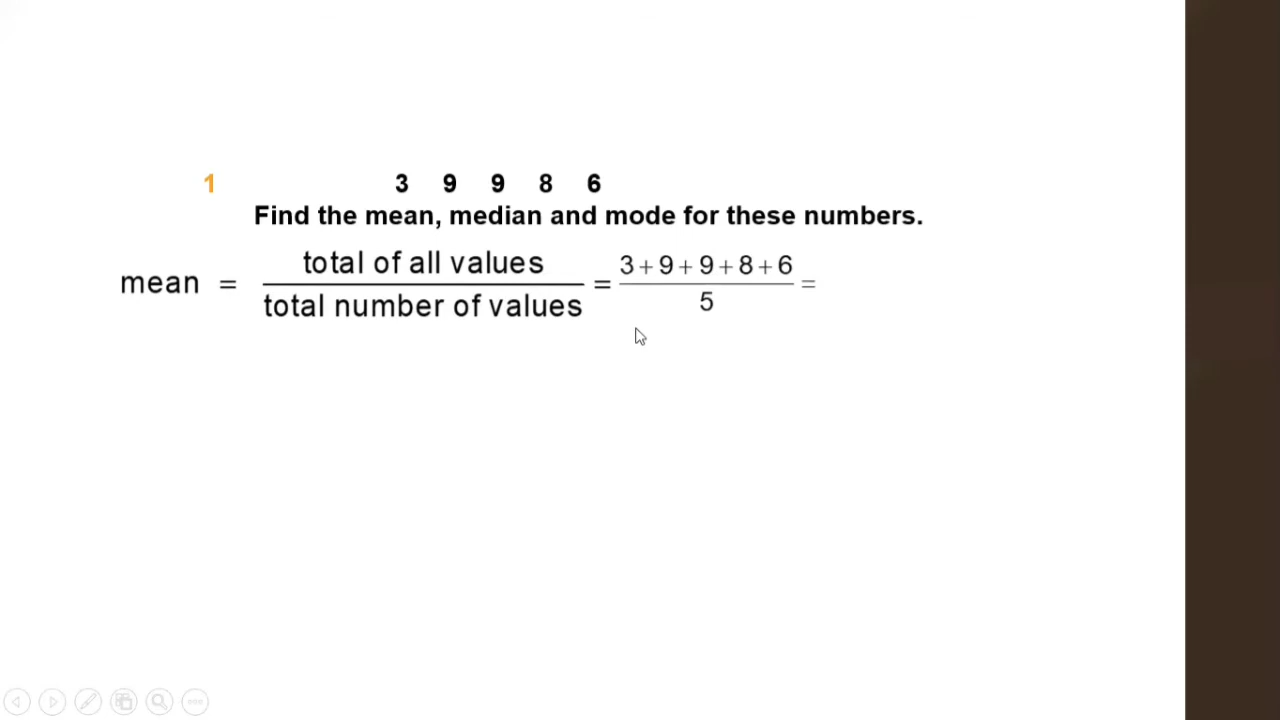 1 3 9 9 8 6
Find the mean, median and mode for these numbers.
mean = total of all values / total number of values = 3+9+9+8+6 / 5 =